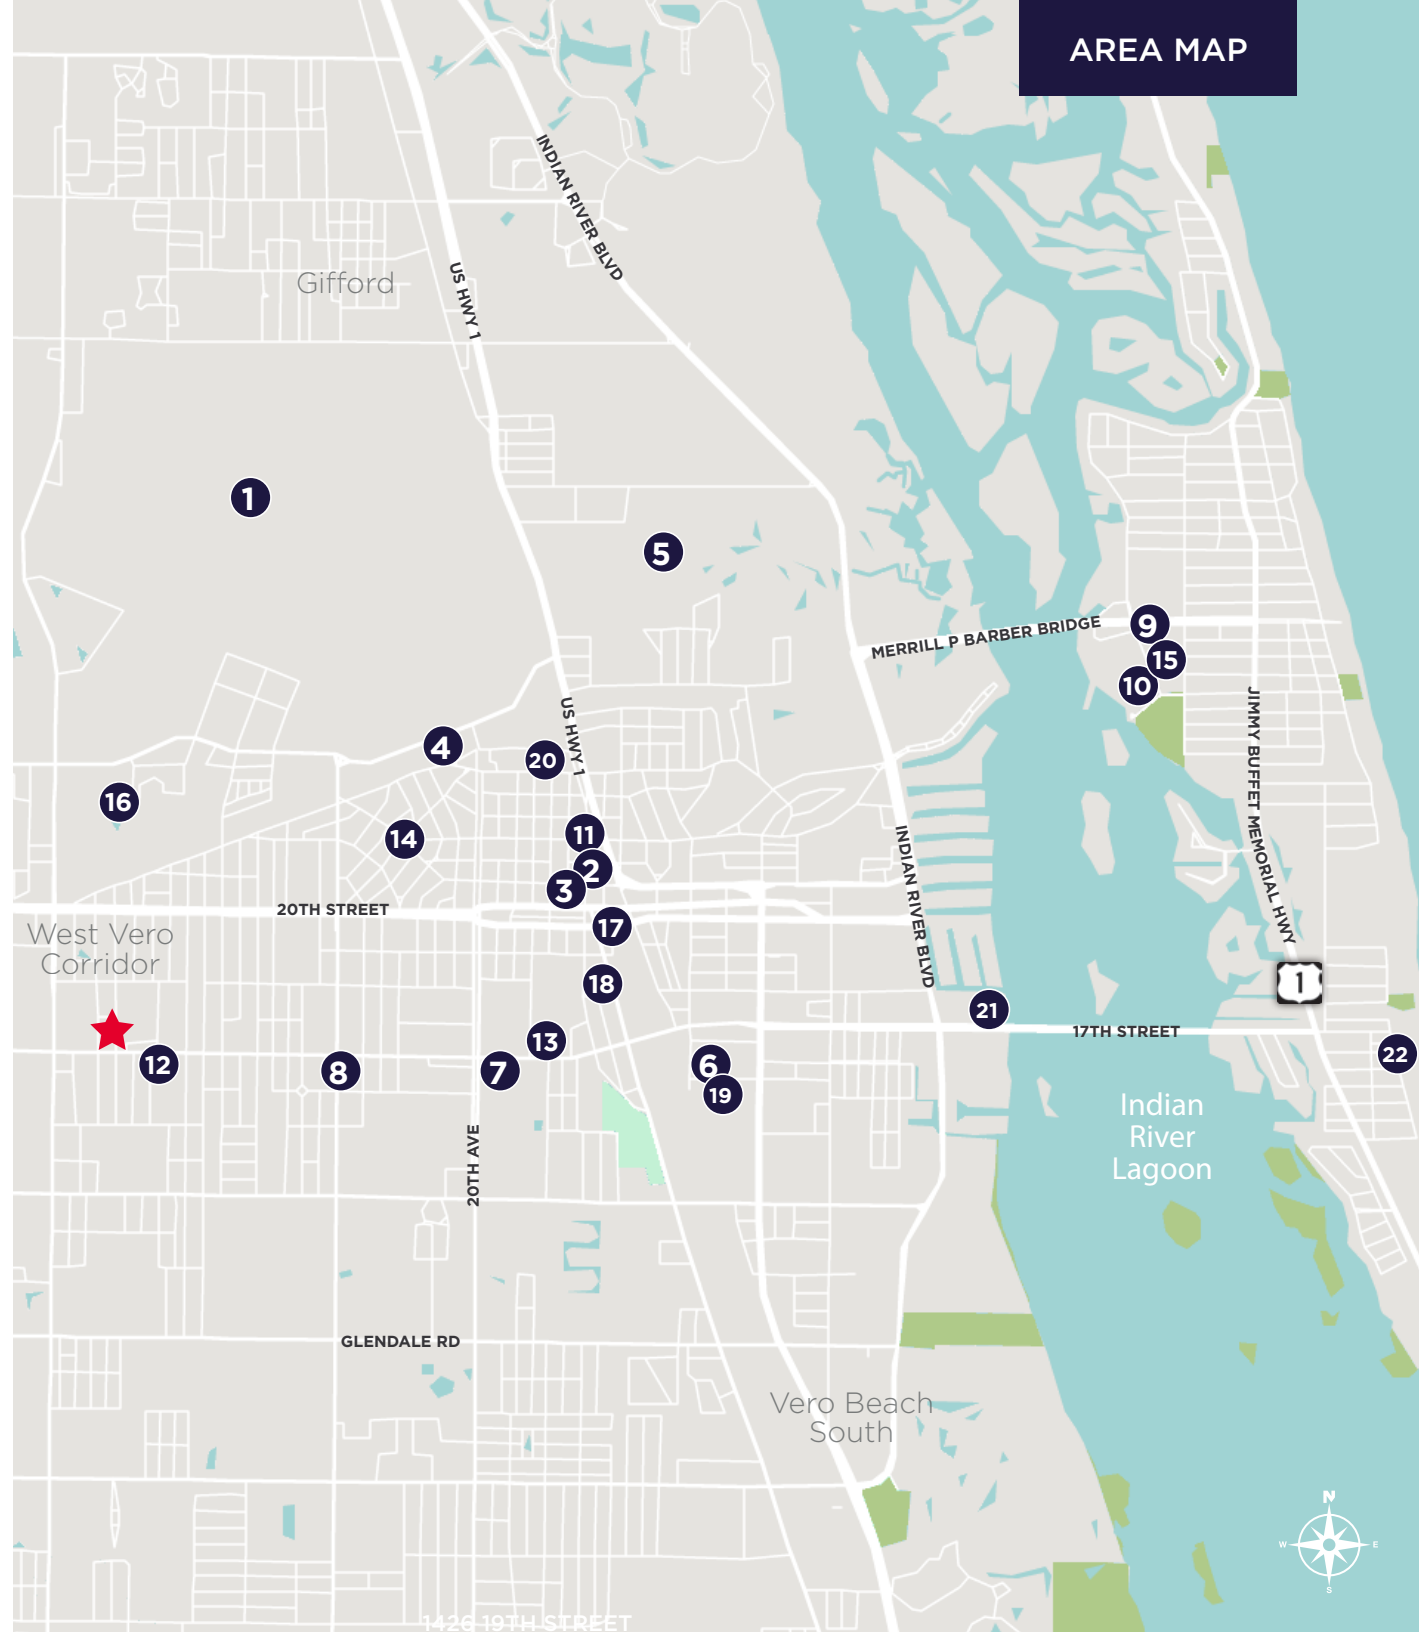 AREA MAP
INDIAN RIVER BLVD
US HWY 1
Gifford
1
5
MERRILL P BARBER BRIDGE
9
15
10
JIMMY BUFFET MEMORIAL HWY
US HWY 1
4
20
16
14
11
2
3
INDIAN RIVER BLVD
20TH STREET
17
West Vero
Corridor
18
1
21
17TH STREET
13
12
8
7
6
19
22
Indian
River
Lagoon
20TH AVE
GLENDALE RD
Vero Beach
South
N
W
E
S
1426 19TH STREET